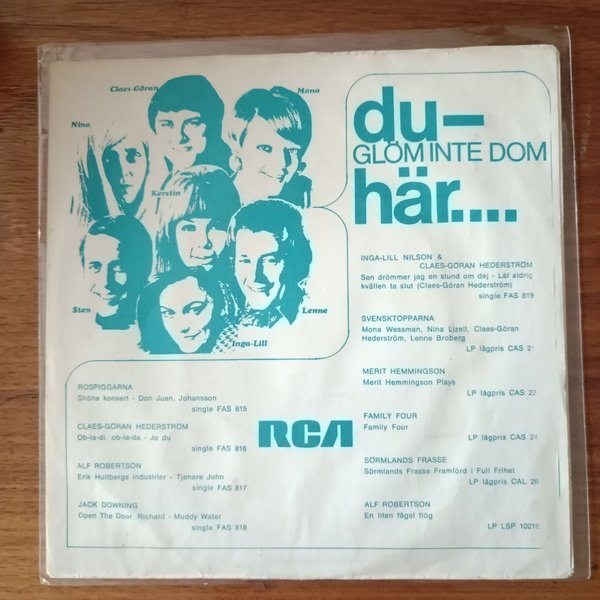 Claes-Göran
Mona
Nina
Kerstin
Sten
Lenne
Inga-Lill
du—
GLÖM INTE DOM
här....
INGA-LILL NILSON &
CLAES-GÖRAN HEDERSTRÖM
Sen drömmer jag en stund om dej - Låt aldrig
kvällen ta slut (Claes-Göran Hederström)
single FAS 819
SVENSKTOPPARNA
Mona Wessman, Nina Lizell, Claes-Göran
Hederström, Lenne Broberg
LP lågpris CAS
MERIT HEMMINGSON
Merit Hemmingson Plays
LP lågpris CAS 22
FAMILY FOUR
Family Four
LP lågpris CAS 24
SÖRMLANDS FRASSE
Sörmlands Frasse Framförd i Full Frihet
LP lågpris CAL 26
ALF ROBERTSON
En liten fågel flög
LP LSP 10218
ROSPIGGARNA
Sköna konsert - Don Juan, Johansson
single FAS 815
CLAES-GÖRAN HEDERSTRÖM
Ob-la-di, ob-la-da - Jo du
single FAS 816
ALF ROBERTSON
Erik Hultbergs Industrier - Tjenare John
single FAS 817
JACK DOWNING
Open The Door, Richard - Muddy Water
single FAS 818
RCA